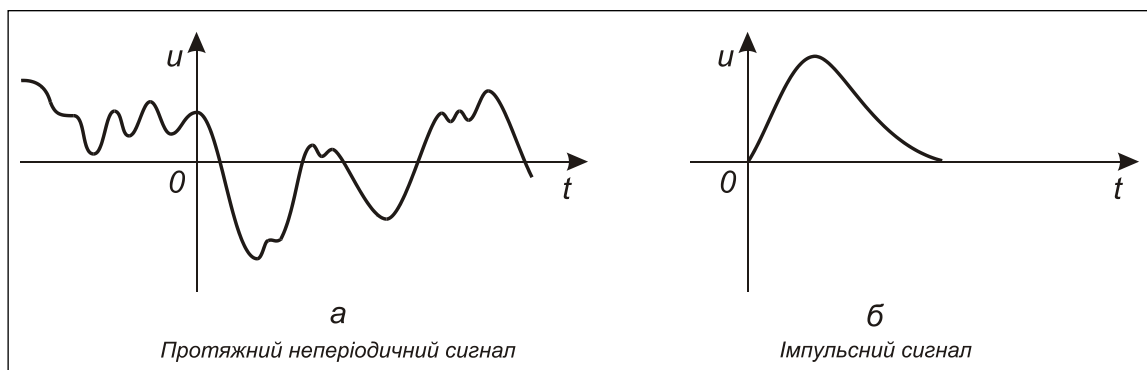 u
u
0
t
0
t
а
б
Протяжний неперіодичний сигнал
Імпульсний сигнал